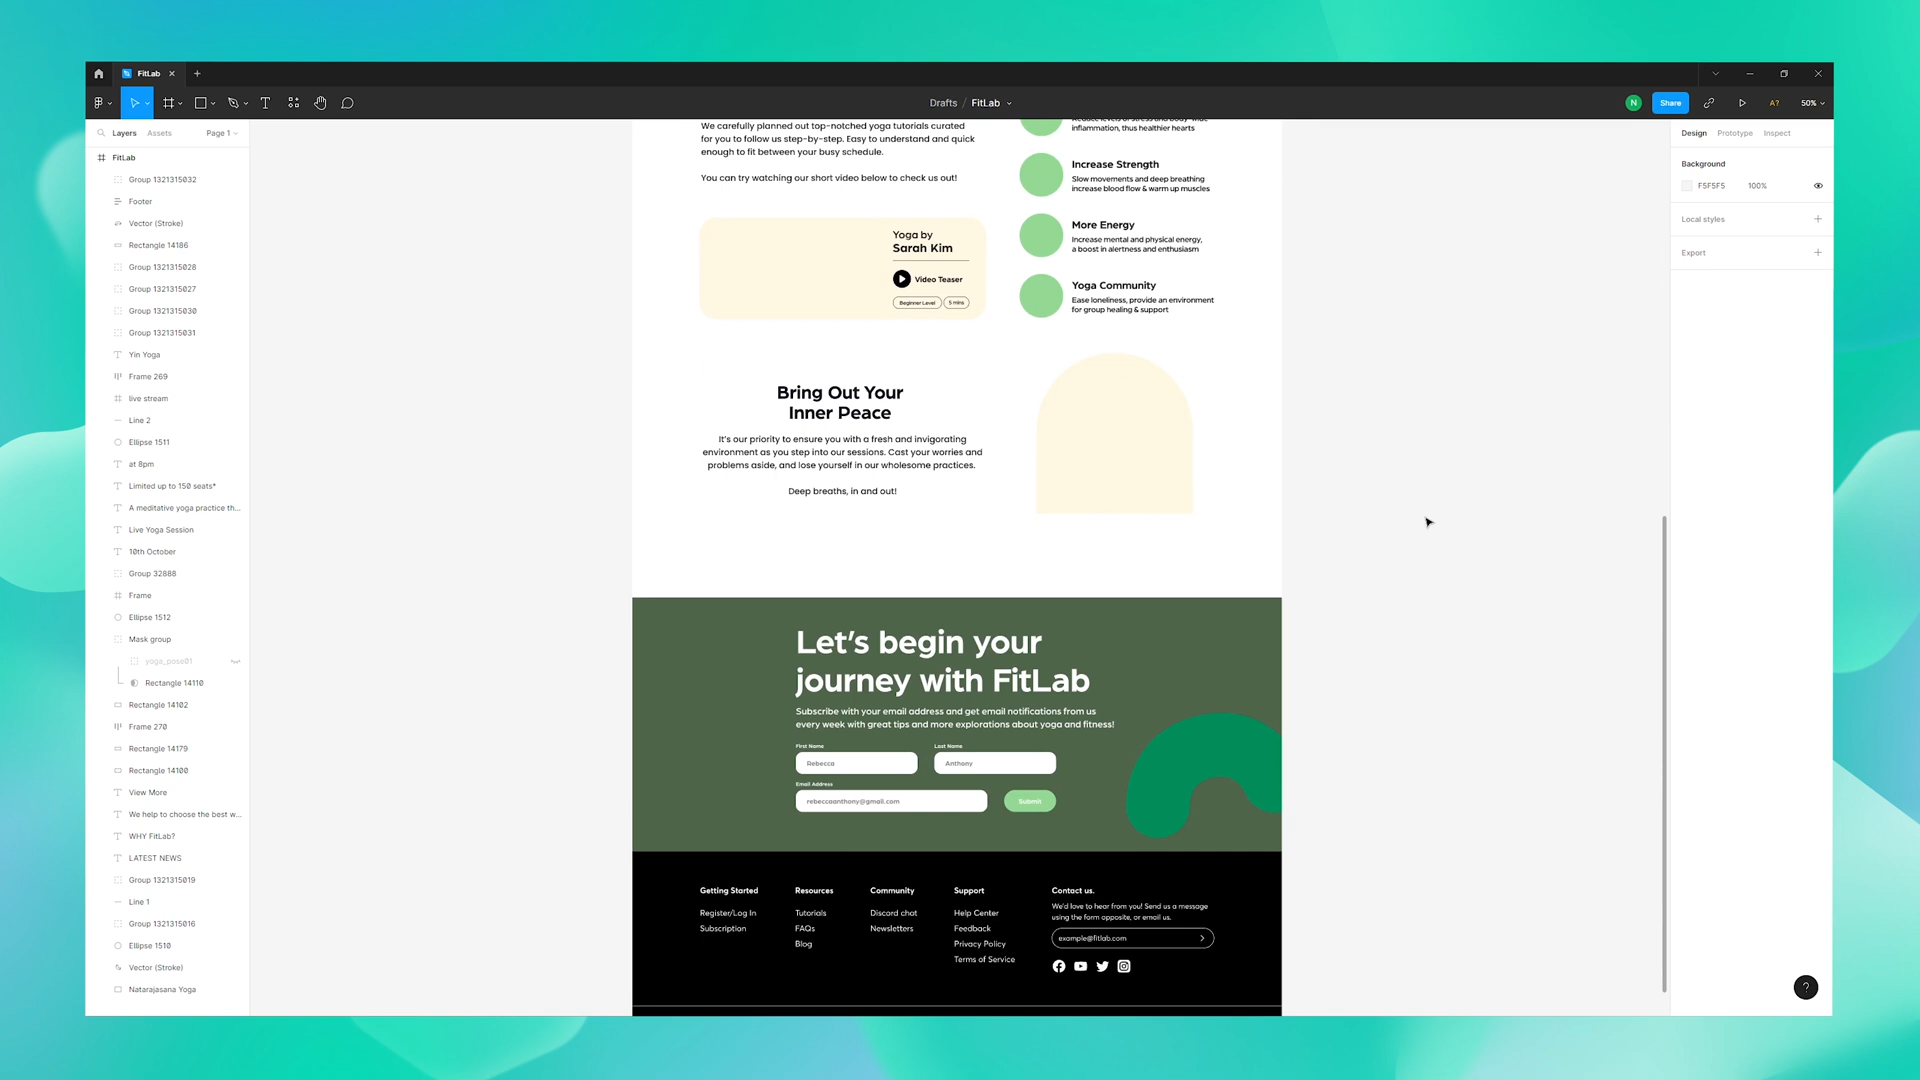 FitLab
Drafts / FitLab
N
Share
A?
50%
Layers
Assets
Page 1
FitLab
Group 1321315032
Footer
Vector (Stroke)
Rectangle 14186
Group 1321315028
Group 1321315027
Group 1321315030
Group 1321315031
Yin Yoga
Frame 269
live stream
Line 2
Ellipse 1511
at 8pm
Limited up to 150 seats*
A meditative yoga practice th...
Live Yoga Session
10th October
Group 32888
Frame
Ellipse 1512
Mask group
yoga_pose01
Rectangle 14110
Rectangle 14102
Frame 270
Rectangle 14179
Rectangle 14100
View More
We help to choose the best w...
WHY FitLab?
LATEST NEWS
Group 1321315019
Line 1
Group 1321315016
Ellipse 1510
Vector (Stroke)
Natarajasana Yoga
We carefully planned out top-notched yoga tutorials curated
for you to follow us step-by-step. Easy to understand and quick
enough to fit between your busy schedule.
You can try watching our short video below to check us out!
Yoga by
Sarah Kim
Video Teaser
Beginner Level
5 mins
inflammation, thus healthier hearts
Increase Strength
Slow movements and deep breathing
increase blood flow & warm up muscles
More Energy
Increase mental and physical energy,
a boost in alertness and enthusiasm
Yoga Community
Ease loneliness, provide an environment
for group healing & support
Bring Out Your
Inner Peace
It's our priority to ensure you with a fresh and invigorating
environment as you step into our sessions. Cast your worries and
problems aside, and lose yourself in our wholesome practices.
Deep breaths, in and out!
Let's begin your
journey with FitLab
Subscribe with your email address and get email notifications from us
every week with great tips and more explorations about yoga and fitness!
First Name
Last Name
Rebecca
Anthony
Email Address
rebeccaanthony@gmail.com
Submit
Getting Started
Register/Log In
Subscription
Resources
Tutorials
FAQs
Blog
Community
Discord chat
Newsletters
Support
Help Center
Feedback
Privacy Policy
Terms of Service
Contact us.
We'd love to hear from you! Send us a message
using the form opposite, or email us.
example@fitlab.com
Design
Prototype
Inspect
Background
F5F5F5
100%
Local styles
Export
?